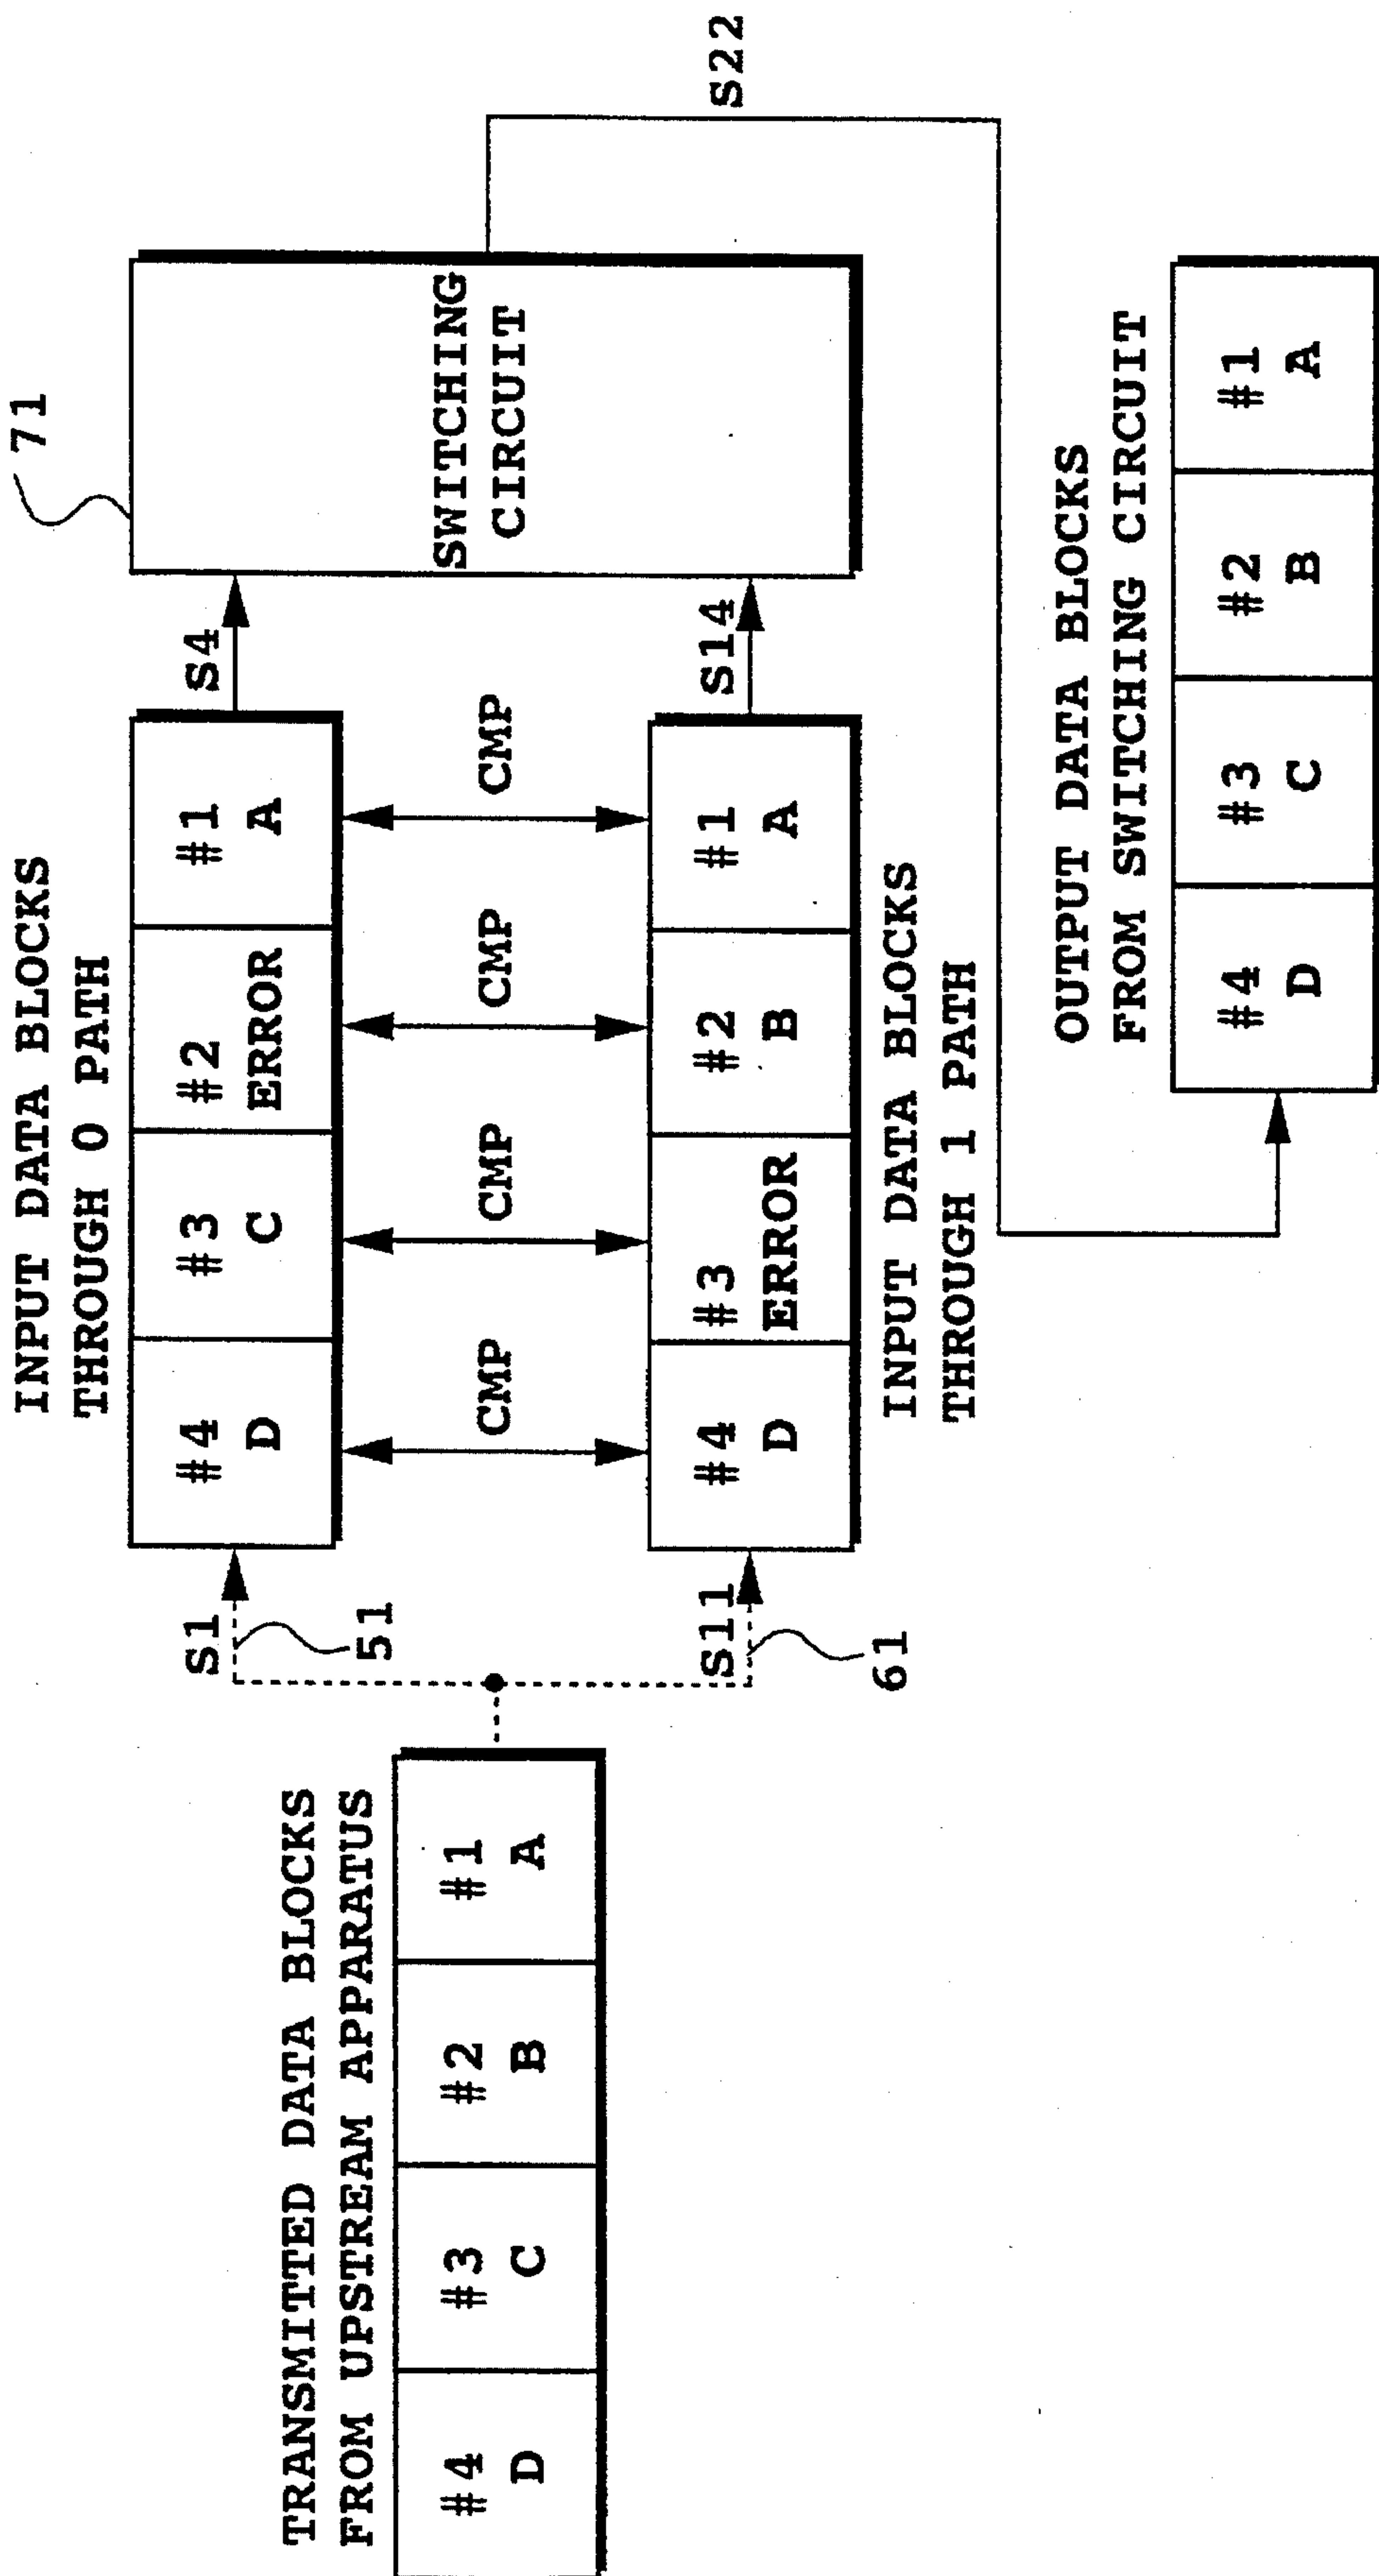 TRANSMITTED DATA BLOCKS
FROM UPSTREAM APPARATUS
#4
D
#3
C
#2
B
#1
A
S1
51
S11
61
INPUT DATA BLOCKS
THROUGH 0 PATH
#4
D
#3
C
#2
ERROR
#1
A
CMP
CMP
CMP
CMP
#4
D
#3
ERROR
#2
B
#1
A
INPUT DATA BLOCKS
THROUGH 1 PATH
S4
S14
71
SWITCHING
CIRCUIT
S22
OUTPUT DATA BLOCKS
FROM SWITCHING CIRCUIT
#4
D
#3
C
#2
B
#1
A